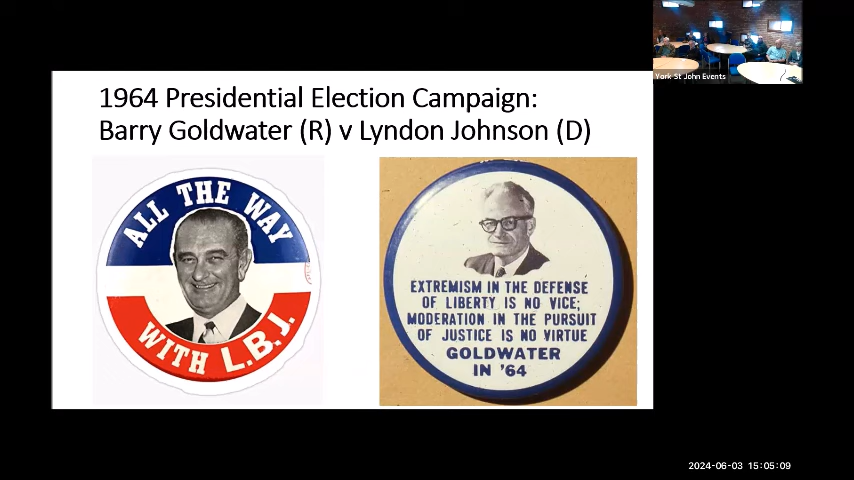 1964 Presidential Election Campaign:
Barry Goldwater (R) v Lyndon Johnson (D)
ALL THE WAY
WITH L.B.J.
EXTREMISM IN THE DEFENSE
OF LIBERTY IS NO VICE;
MODERATION IN THE PURSUIT
OF JUSTICE IS NO VIRTUE
GOLDWATER
IN '64
York St John Events
2024-06-03 15:05:09